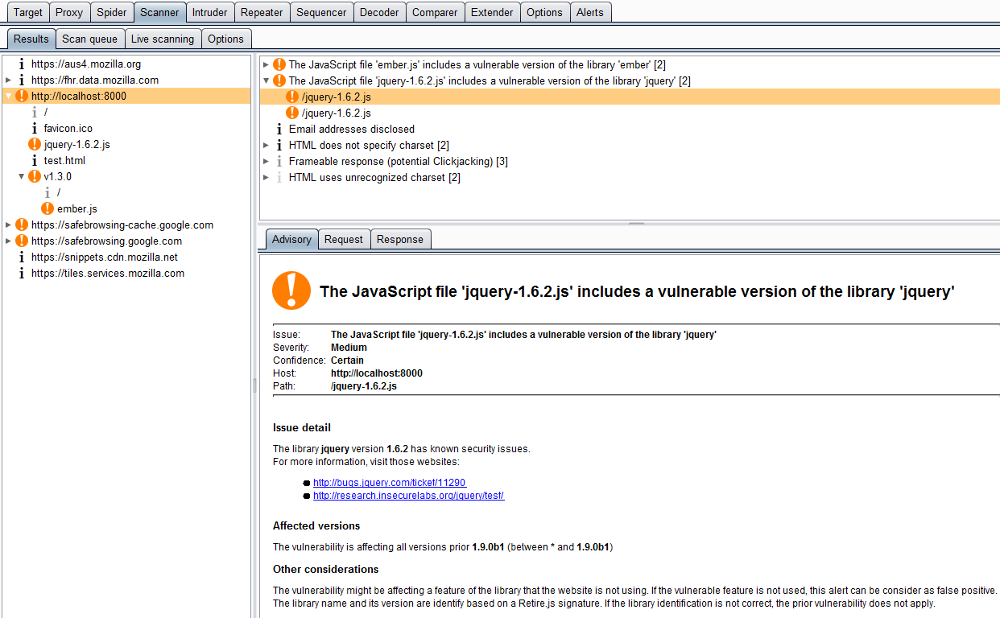 Target Proxy Spider Scanner Intruder Repeater Sequencer Decoder Comparer Extender Options Alerts
Results Scan queue Live scanning Options
https://aus4.mozilla.org
https://fhr.data.mozilla.com
http://localhost:8000
/
favicon.ico
jquery-1.6.2.js
test.html
v1.3.0
/
ember.js
https://safebrowsing-cache.google.com
https://safebrowsing.google.com
https://snippets.cdn.mozilla.net
https://tiles.services.mozilla.com
The JavaScript file 'ember.js' includes a vulnerable version of the library 'ember' [2]
The JavaScript file 'jquery-1.6.2.js' includes a vulnerable version of the library 'jquery' [2]
/jquery-1.6.2.js
/jquery-1.6.2.js
Email addresses disclosed
HTML does not specify charset [2]
Frameable response (potential Clickjacking) [3]
HTML uses unrecognized charset [2]
Advisory Request Response
The JavaScript file 'jquery-1.6.2.js' includes a vulnerable version of the library 'jquery'
Issue: The JavaScript file 'jquery-1.6.2.js' includes a vulnerable version of the library 'jquery'
Severity: Medium
Confidence: Certain
Host: http://localhost:8000
Path: /jquery-1.6.2.js
Issue detail
The library jquery version 1.6.2 has known security issues.
For more information, visit those websites:
http://bugs.jquery.com/ticket/11290
http://research.insecurelabs.org/jquery/test/
Affected versions
The vulnerability is affecting all versions prior 1.9.0b1 (between * and 1.9.0b1)
Other considerations
The vulnerability might be affecting a feature of the library that the website is not using. If the vulnerable feature is not used, this alert can be consider as false positive.
The library name and its version are identify based on a Retire.js signature. If the library identification is not correct, the prior vulnerability does not apply.